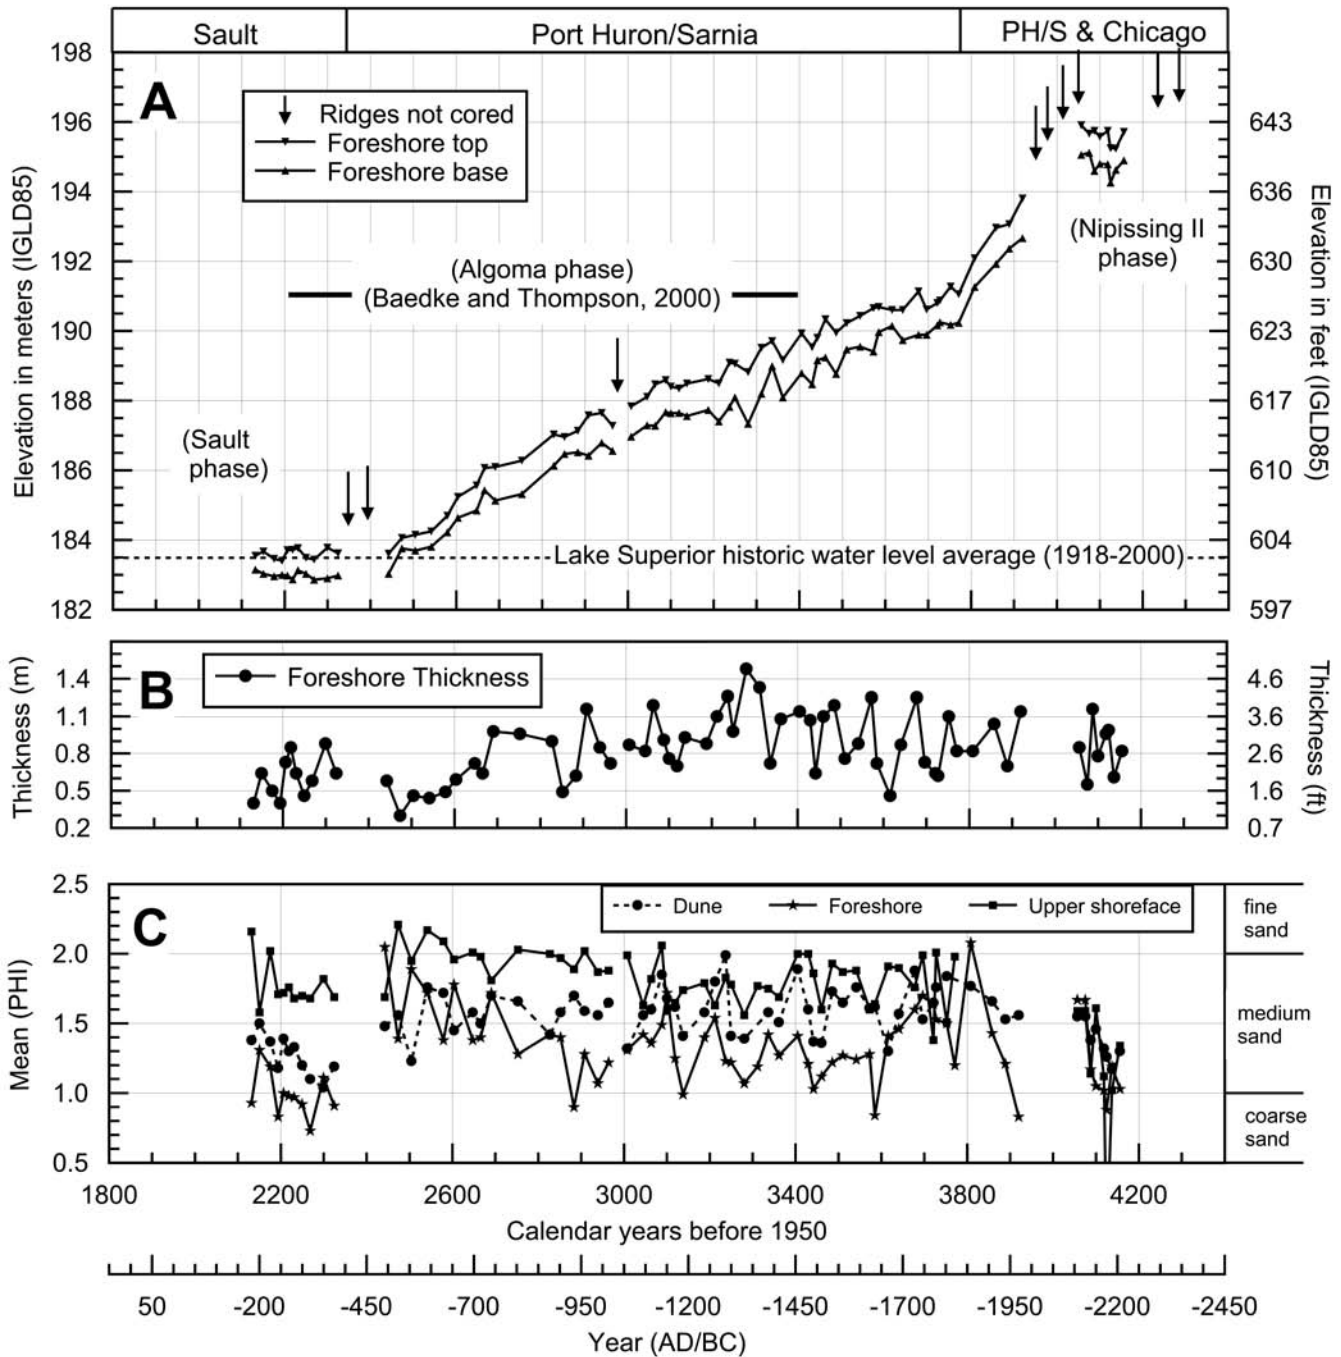 Sault
Port Huron/Sarnia
PH/S & Chicago
A
Ridges not cored
Foreshore top
Foreshore base
198
196
194
192
190
188
186
184
182
Elevation in meters (IGLD85)
643
636
630
623
617
610
604
597
Elevation in feet (IGLD85)
(Nipissing II
phase)
(Algoma phase)
(Baedke and Thompson, 2000)
(Sault
phase)
Lake Superior historic water level average (1918-2000)
B
Foreshore Thickness
Thickness (m)
1.4
1.1
0.8
0.5
0.2
4.6
3.6
2.6
1.6
0.7
Thickness (ft)
C
Dune
Foreshore
Upper shoreface
Mean (PHI)
2.5
2.0
1.5
1.0
0.5
fine
sand
medium
sand
coarse
sand
1800 2200 2600 3000 3400 3800 4200
Calendar years before 1950
50 -200 -450 -700 -950 -1200 -1450 -1700 -1950 -2200 -2450
Year (AD/BC)